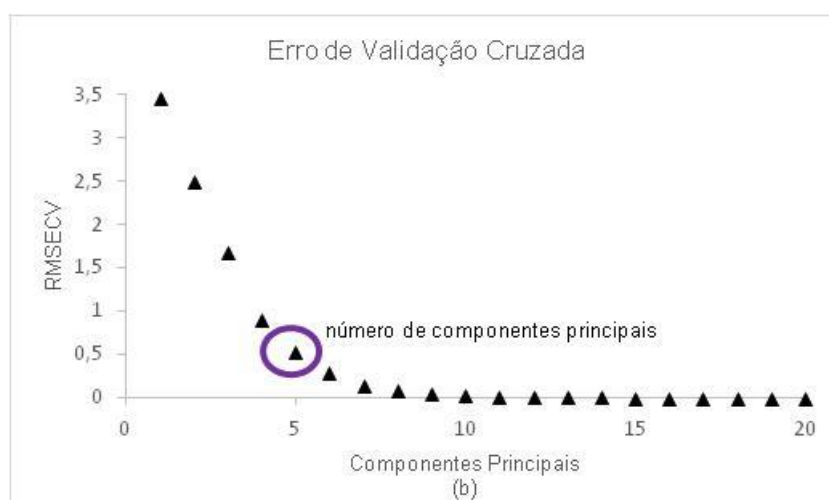 Erro de Validação Cruzada
3,5
3
2,5
2
1,5
1
0,5
0
RMSECV
número de componentes principais
0 5 10 15 20
Componentes Principais
(b)